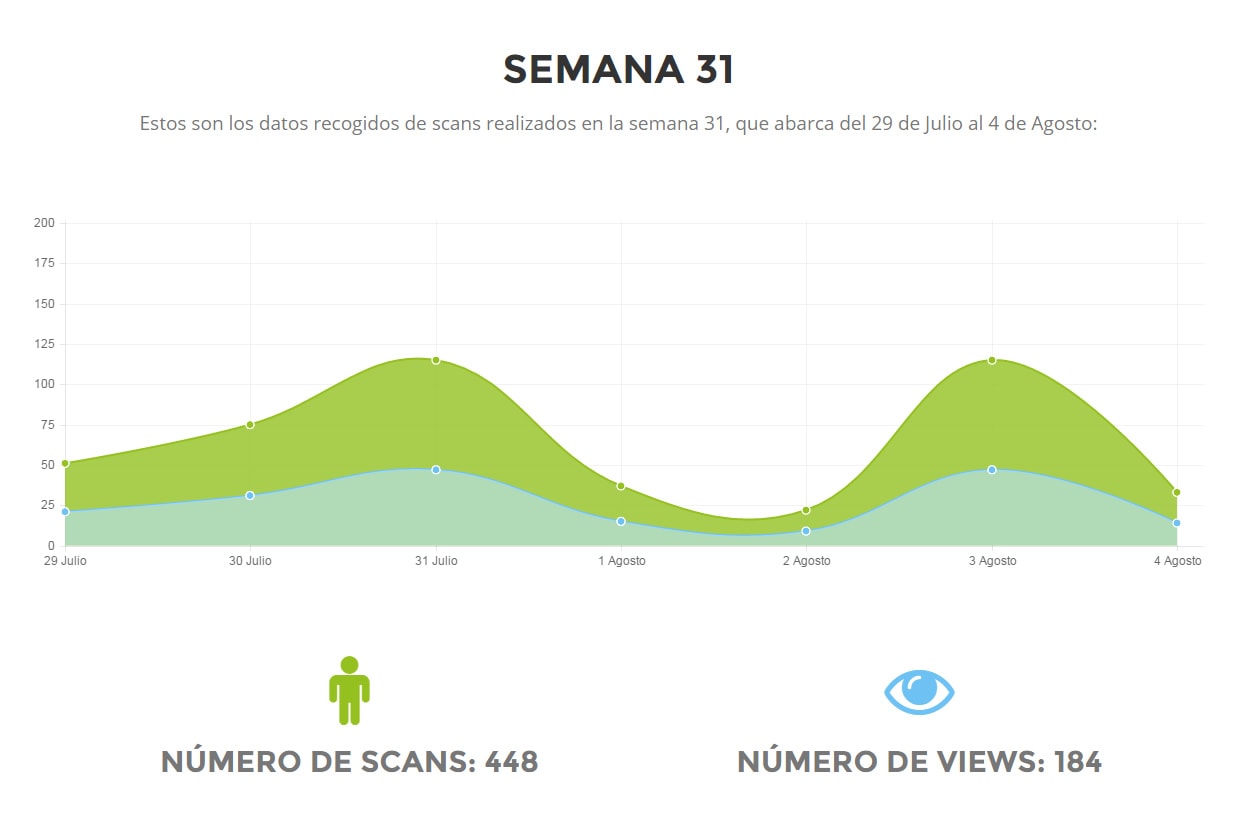 SEMANA 31
Estos son los datos recogidos de scans realizados en la semana 31, que abarca del 29 de Julio al 4 de Agosto:
200
175
150
125
100
75
50
25
0
29 Julio 30 Julio 31 Julio 1 Agosto 2 Agosto 3 Agosto 4 Agosto
NÚMERO DE SCANS: 448 NÚMERO DE VIEWS: 184